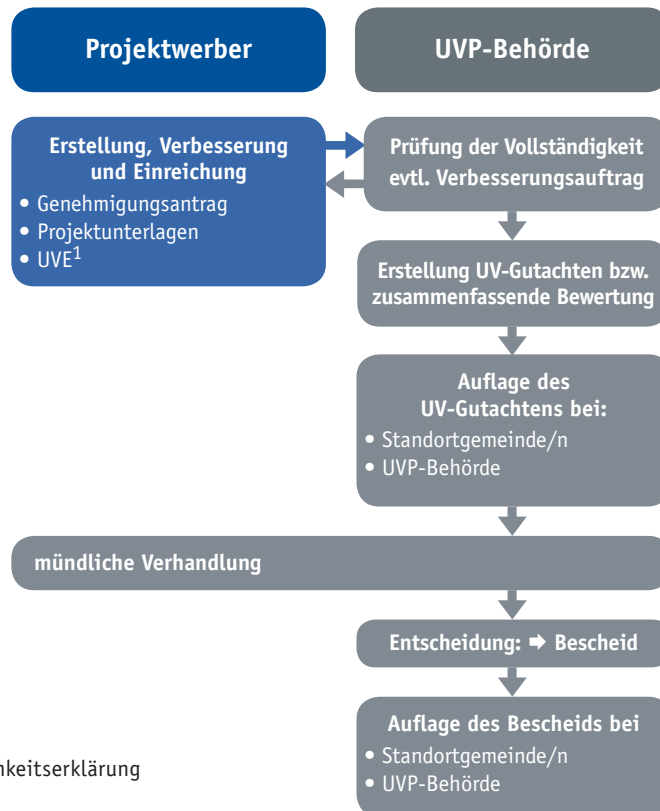 Projektwerber
UVP-Behörde
Erstellung, Verbesserung
und Einreichung
• Genehmigungsantrag
• Projektunterlagen
• UVE¹
Prüfung der Vollständigkeit
evtl. Verbesserungsauftrag
Erstellung UV-Gutachten bzw.
zusammenfassende Bewertung
Auflage des
UV-Gutachtens bei:
• Standortgemeinde/n
• UVP-Behörde
mündliche Verhandlung
Entscheidung: ➡ Bescheid
Auflage des Bescheids bei
• Standortgemeinde/n
• UVP-Behörde